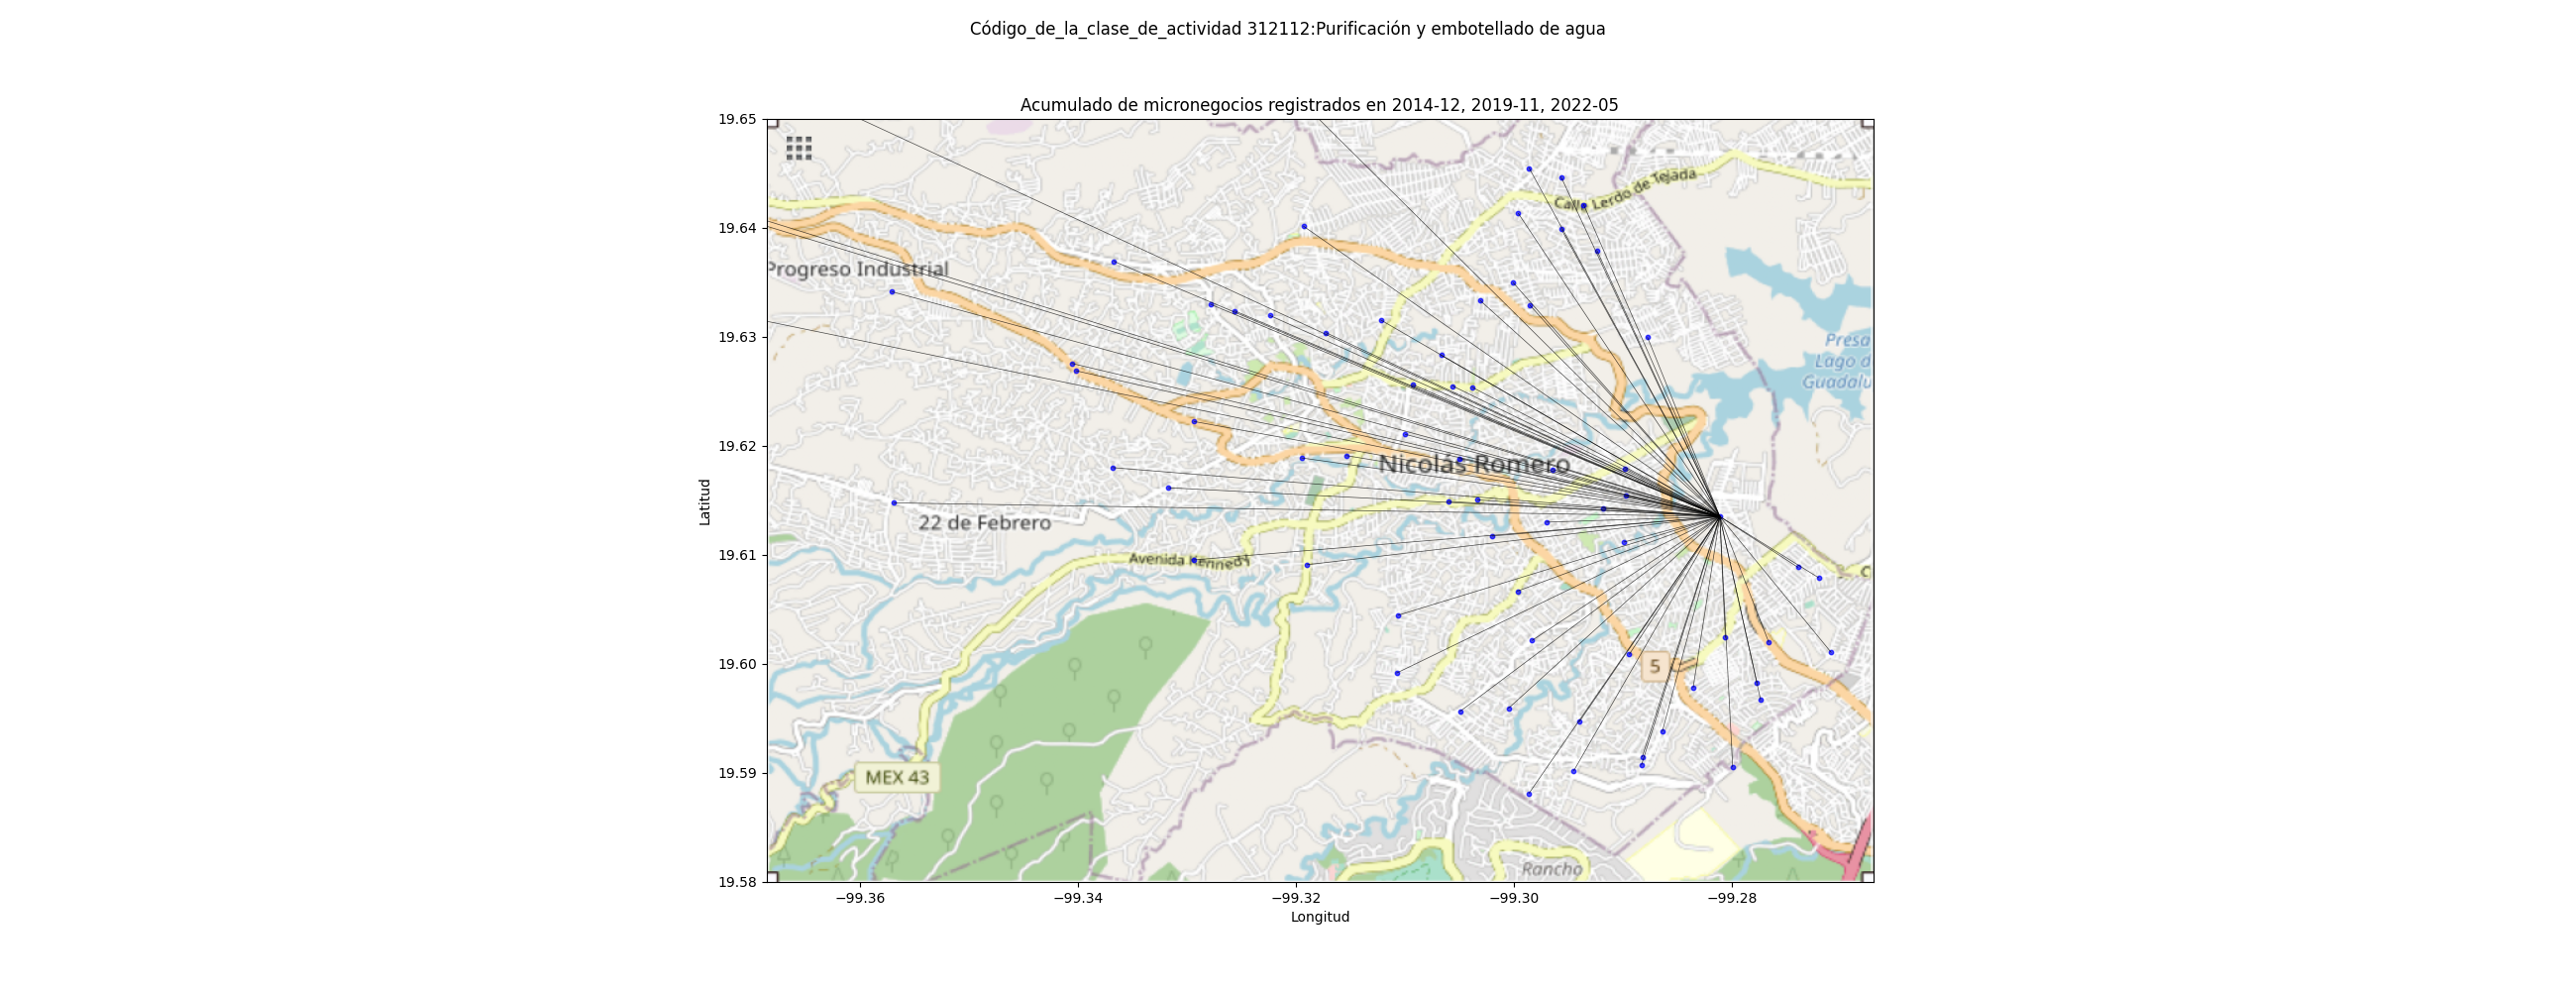 Código_de_la_clase_de_actividad 312112:Purificación y embotellado de agua
Acumulado de micronegocios registrados en 2014-12, 2019-11, 2022-05
19.65
19.64
19.63
19.62
19.61
19.60
19.59
19.58
Latitud
Calle Lerdo de Tejada
Progreso Industrial
Presa
Lago d
Guadalu
Nicolás Romero
22 de Febrero
Avenida Kennedy
C
5
MEX 43
Rancho
−99.36
−99.34
−99.32
−99.30
−99.28
Longitud